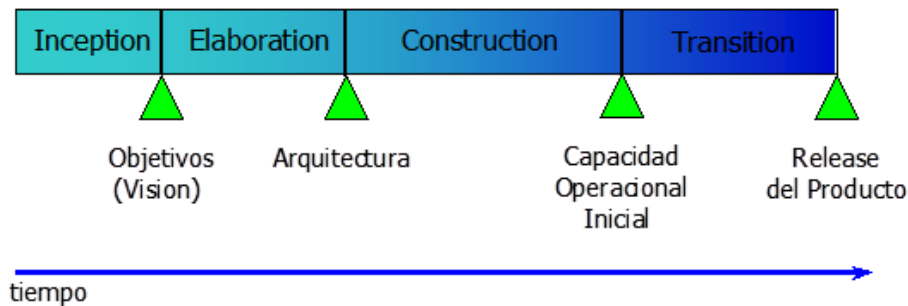 Inception Elaboration Construction Transition
Objetivos
(Vision)
Arquitectura
Capacidad
Operacional
Inicial
Release
del Producto
tiempo